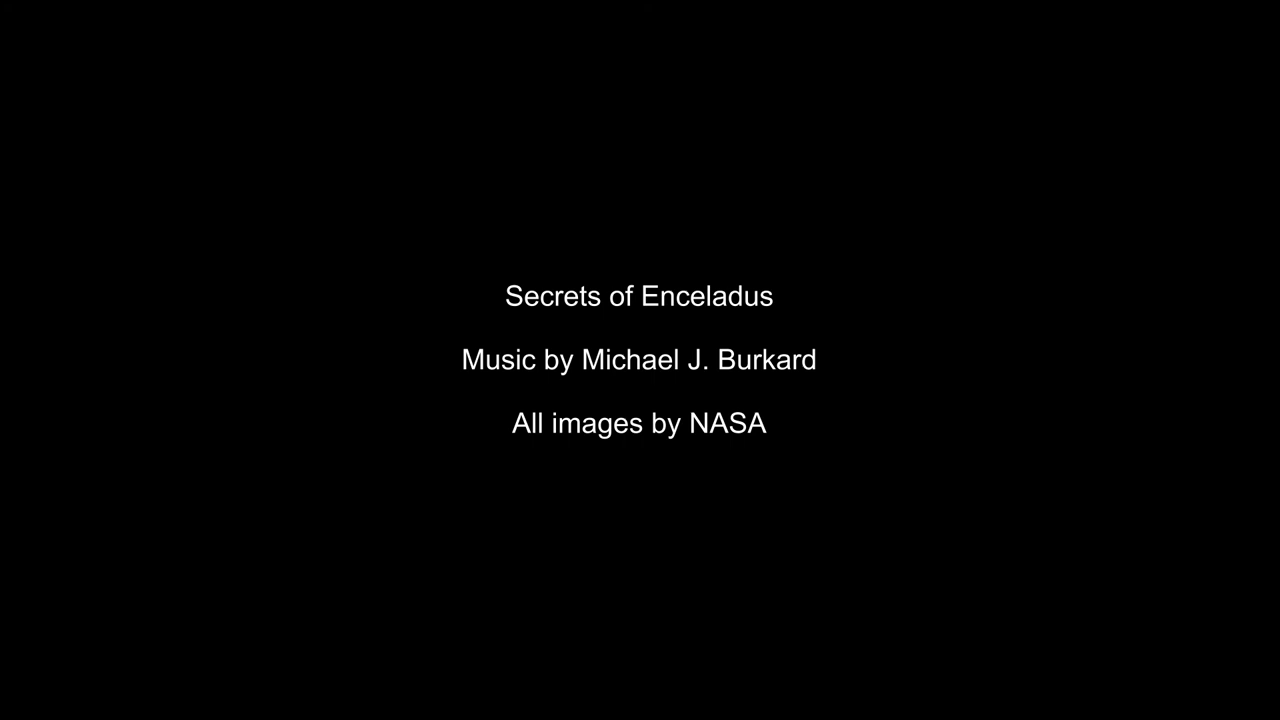 Secrets of Enceladus
Music by Michael J. Burkard
All images by NASA